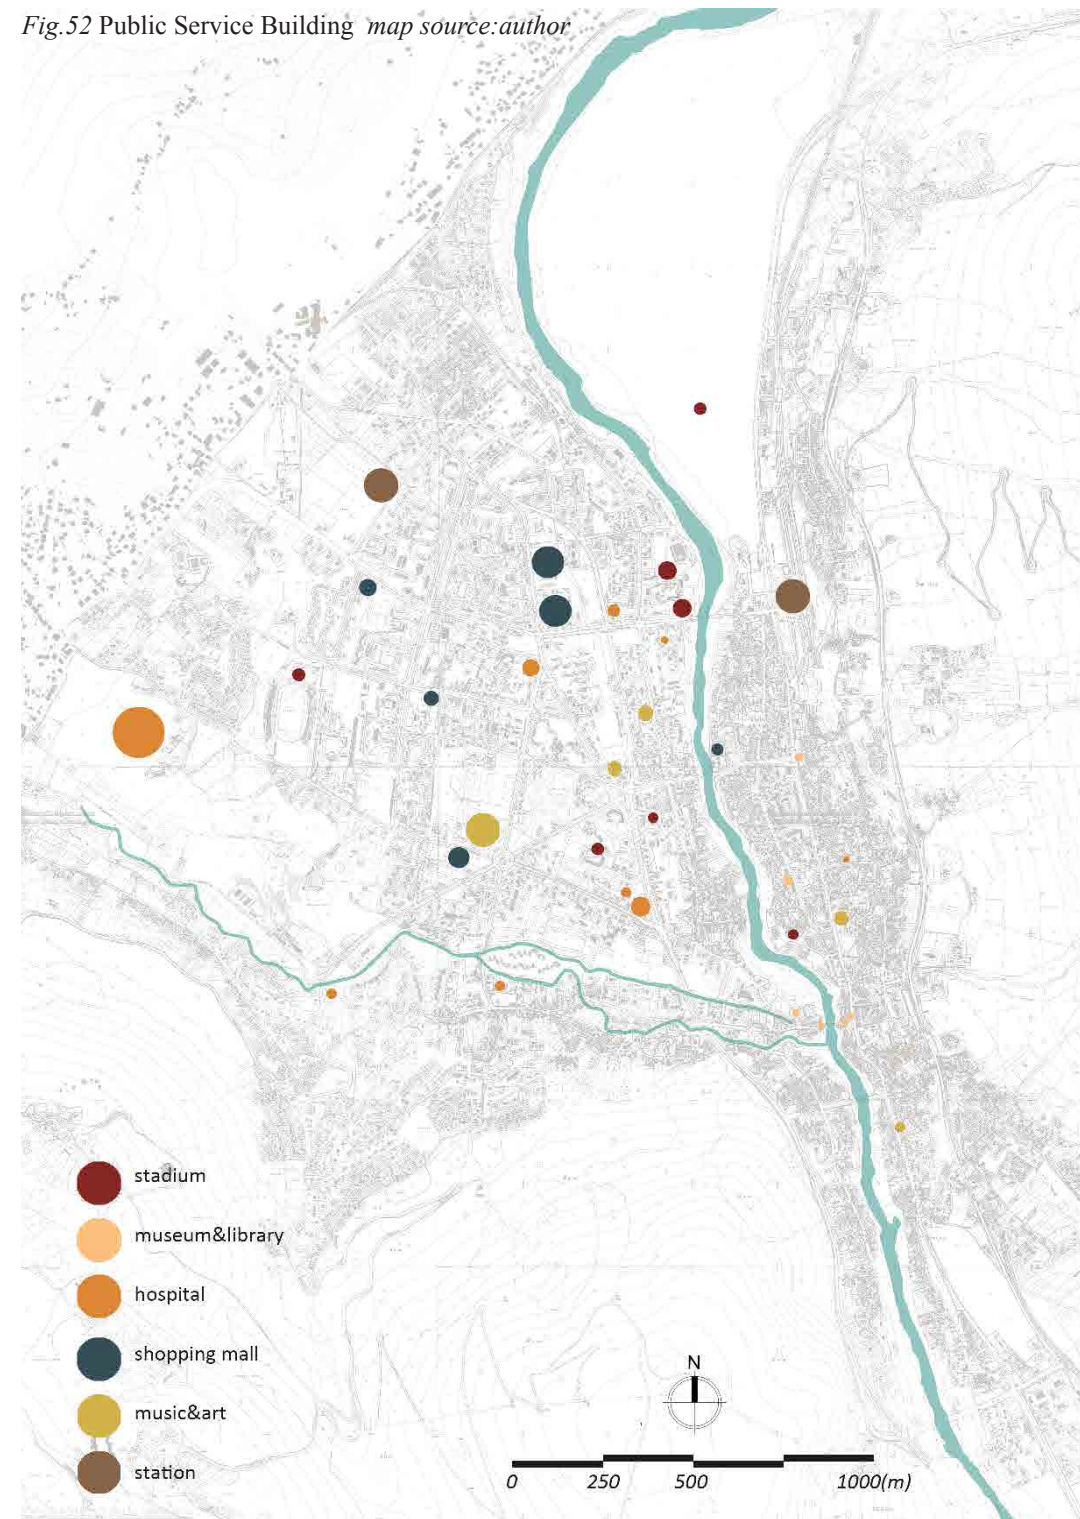 Fig.52 Public Service Building map source:author
stadium
museum&library
hospital
shopping mall
music&art
station
N
0 250 500 1000(m)